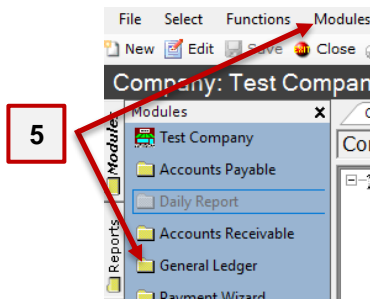 File Select Functions Modules
New Edit Save Close
Company: Test Compan
Modules
Test Company
5
Modules
Accounts Payable
Daily Report
Accounts Receivable
Reports
General Ledger
Payment Wizard